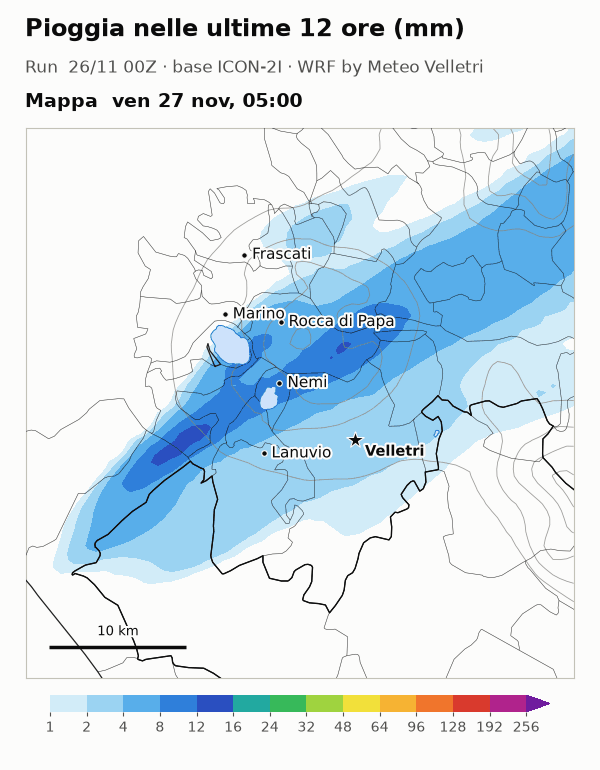 Pioggia nelle ultime 12 ore (mm)
Run  26/11 00Z · base ICON-2I · WRF by Meteo Velletri
Mappa  ven 27 nov, 05:00
Frascati
Marino
Rocca di Papa
Nemi
Velletri
Lanuvio
10 km
1 2 4 8 12 16 24 32 48 64 96 128 192 256